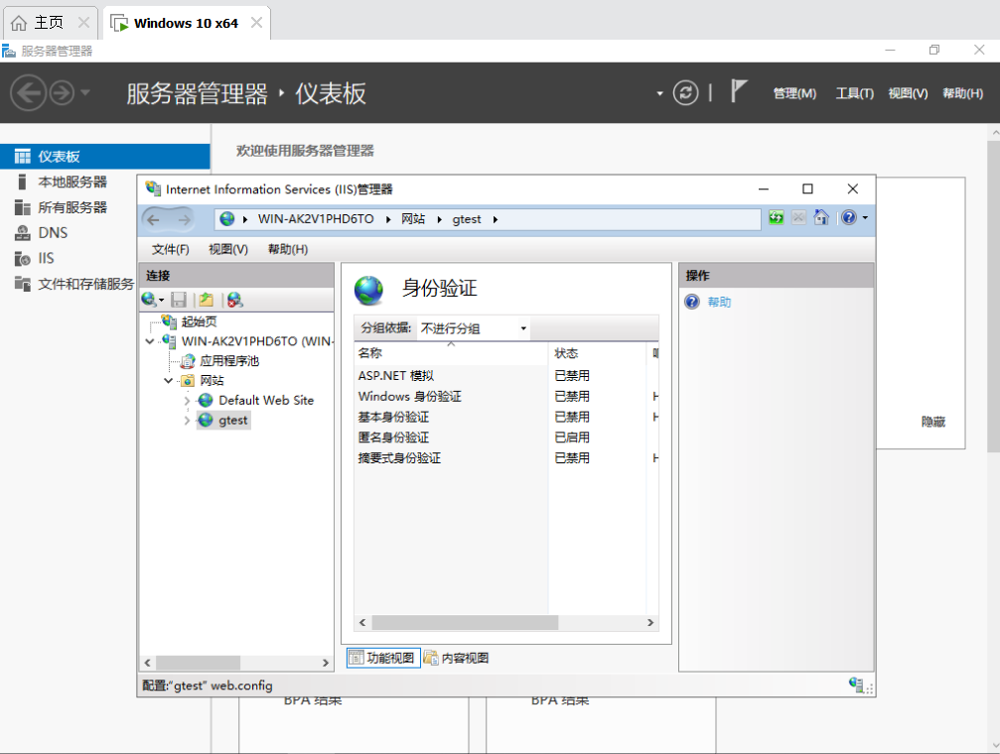 主页
Windows 10 x64
服务器管理器
服务器管理器 · 仪表板
管理(M) 工具(T) 视图(V) 帮助(H)
仪表板
本地服务器
所有服务器
DNS
IIS
文件和存储服务
欢迎使用服务器管理器
隐藏
Internet Information Services (IIS)管理器
WIN-AK2V1PHD6TO 网站 gtest
文件(F) 视图(V) 帮助(H)
连接
起始页
WIN-AK2V1PHD6TO (WIN-
应用程序池
网站
Default Web Site
gtest
身份验证
分组依据: 不进行分组
名称 状态
ASP.NET 模拟 已禁用
Windows 身份验证 已禁用 H
基本身份验证 已禁用 H
匿名身份验证 已启用
摘要式身份验证 已禁用 H
功能视图 内容视图
操作
帮助
配置:"gtest" web.config
BPA 结果 BPA 结果